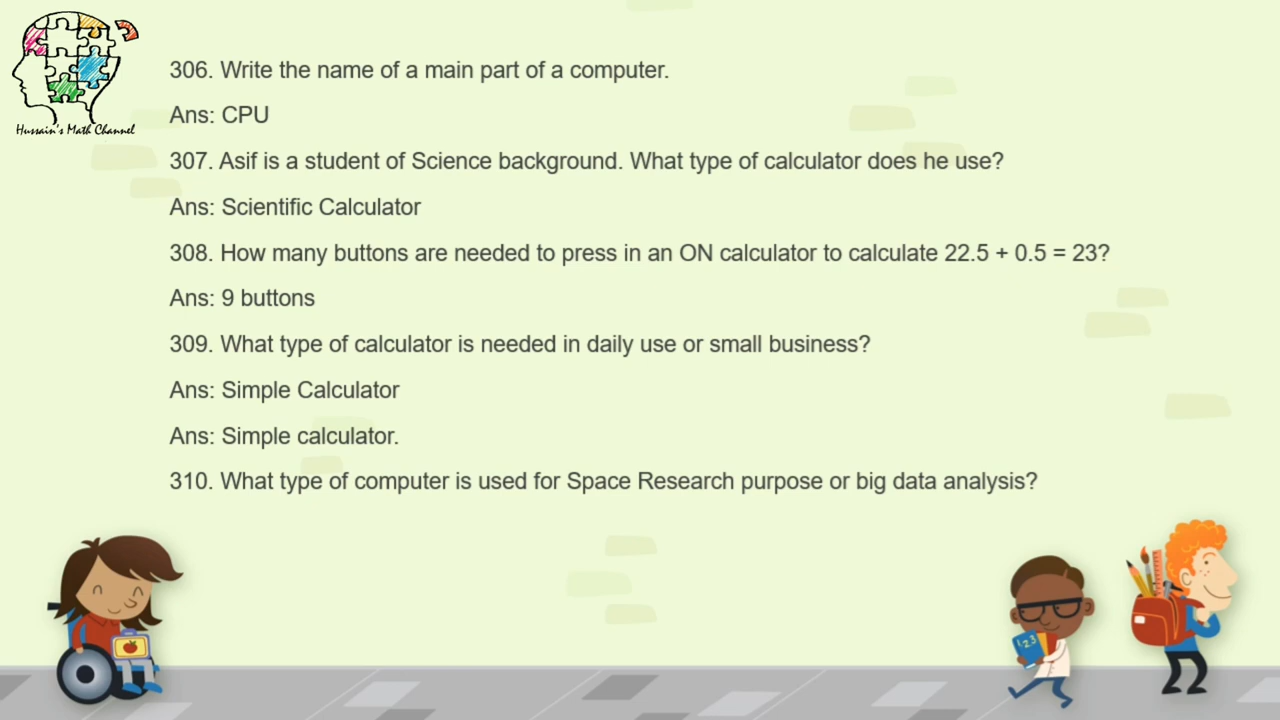 Hussain's Math Channel
306. Write the name of a main part of a computer.
Ans: CPU
307. Asif is a student of Science background. What type of calculator does he use?
Ans: Scientific Calculator
308. How many buttons are needed to press in an ON calculator to calculate 22.5 + 0.5 = 23?
Ans: 9 buttons
309. What type of calculator is needed in daily use or small business?
Ans: Simple Calculator
Ans: Simple calculator.
310. What type of computer is used for Space Research purpose or big data analysis?
123